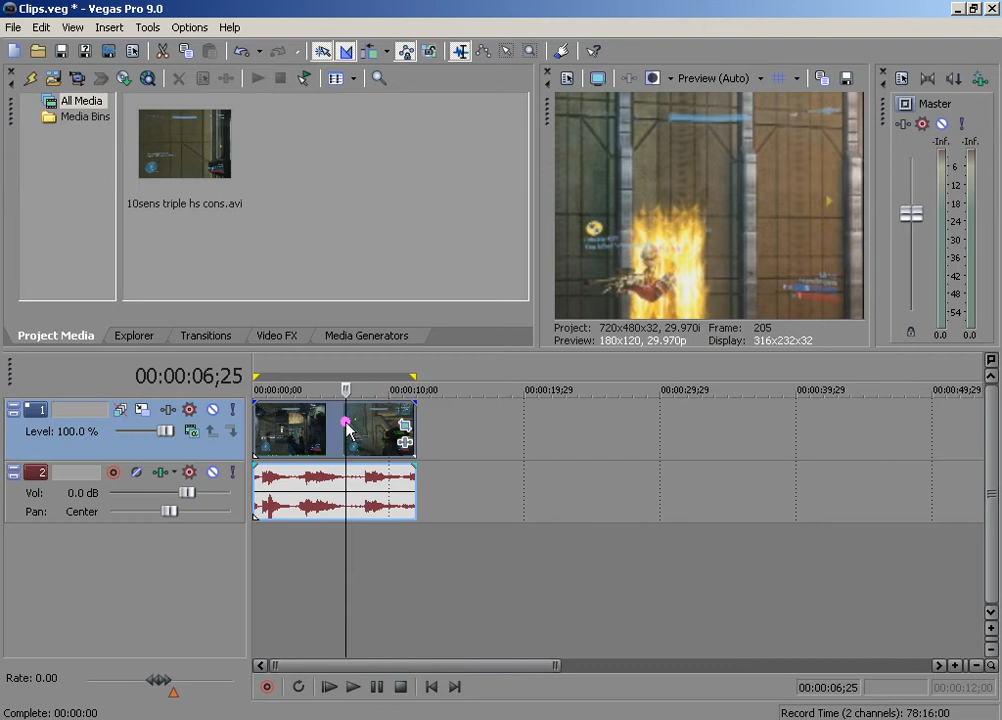 Clips.veg * - Vegas Pro 9.0
File Edit View Insert Tools Options Help
All Media
Media Bins
10sens triple hs cons.avi
Preview (Auto)
Master
-Inf. -Inf.
6
12
18
24
30
36
42
48
54
0.0 0.0
Project: 720x480x32, 29.970i Frame: 205
Preview: 180x120, 29.970p Display: 316x232x32
Project Media Explorer Transitions Video FX Media Generators
00:00:06;25
00:00:00;00 00:00:10;00 00:00:19;29 00:00:29;29 00:00:39;29 00:00:49;29
1
Level: 100.0 %
2
Vol: 0.0 dB
Pan: Center
Rate: 0.00
00:00:06;25 00:00:12;00
Complete: 00:00:00 Record Time (2 channels): 78:16:00